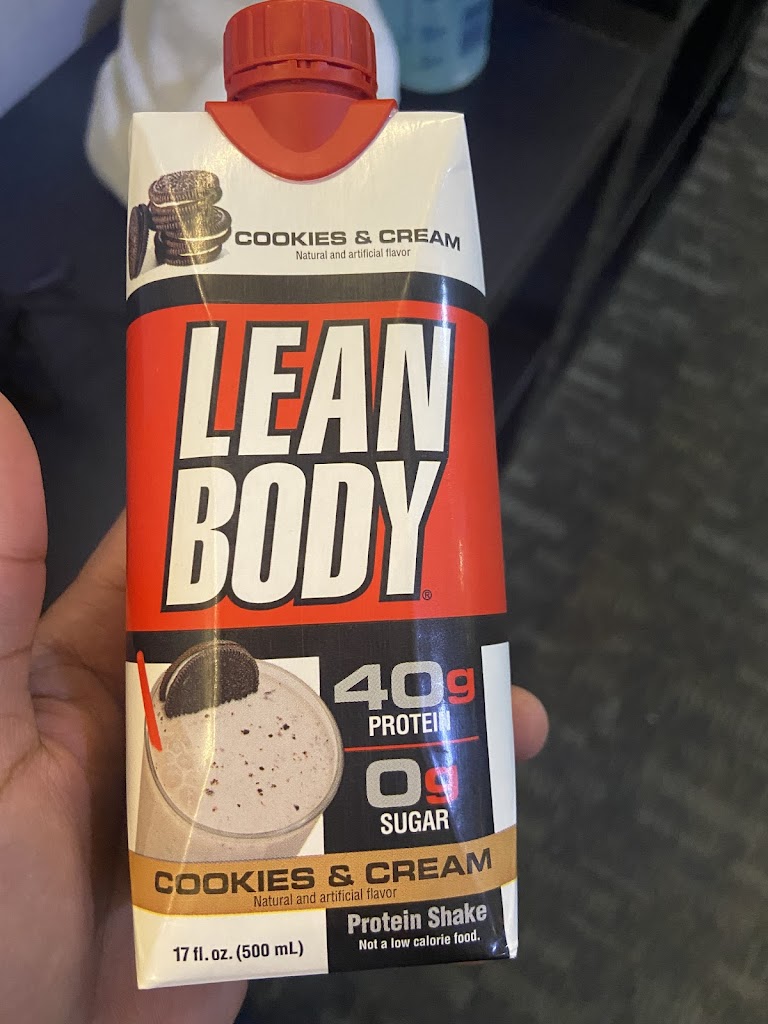 COOKIES & CREAM
Natural and artificial flavor
LEAN
BODY®
40g
PROTEIN
0g
SUGAR
COOKIES & CREAM
Natural and artificial flavor
Protein Shake
Not a low calorie food.
17 fl. oz. (500 mL)